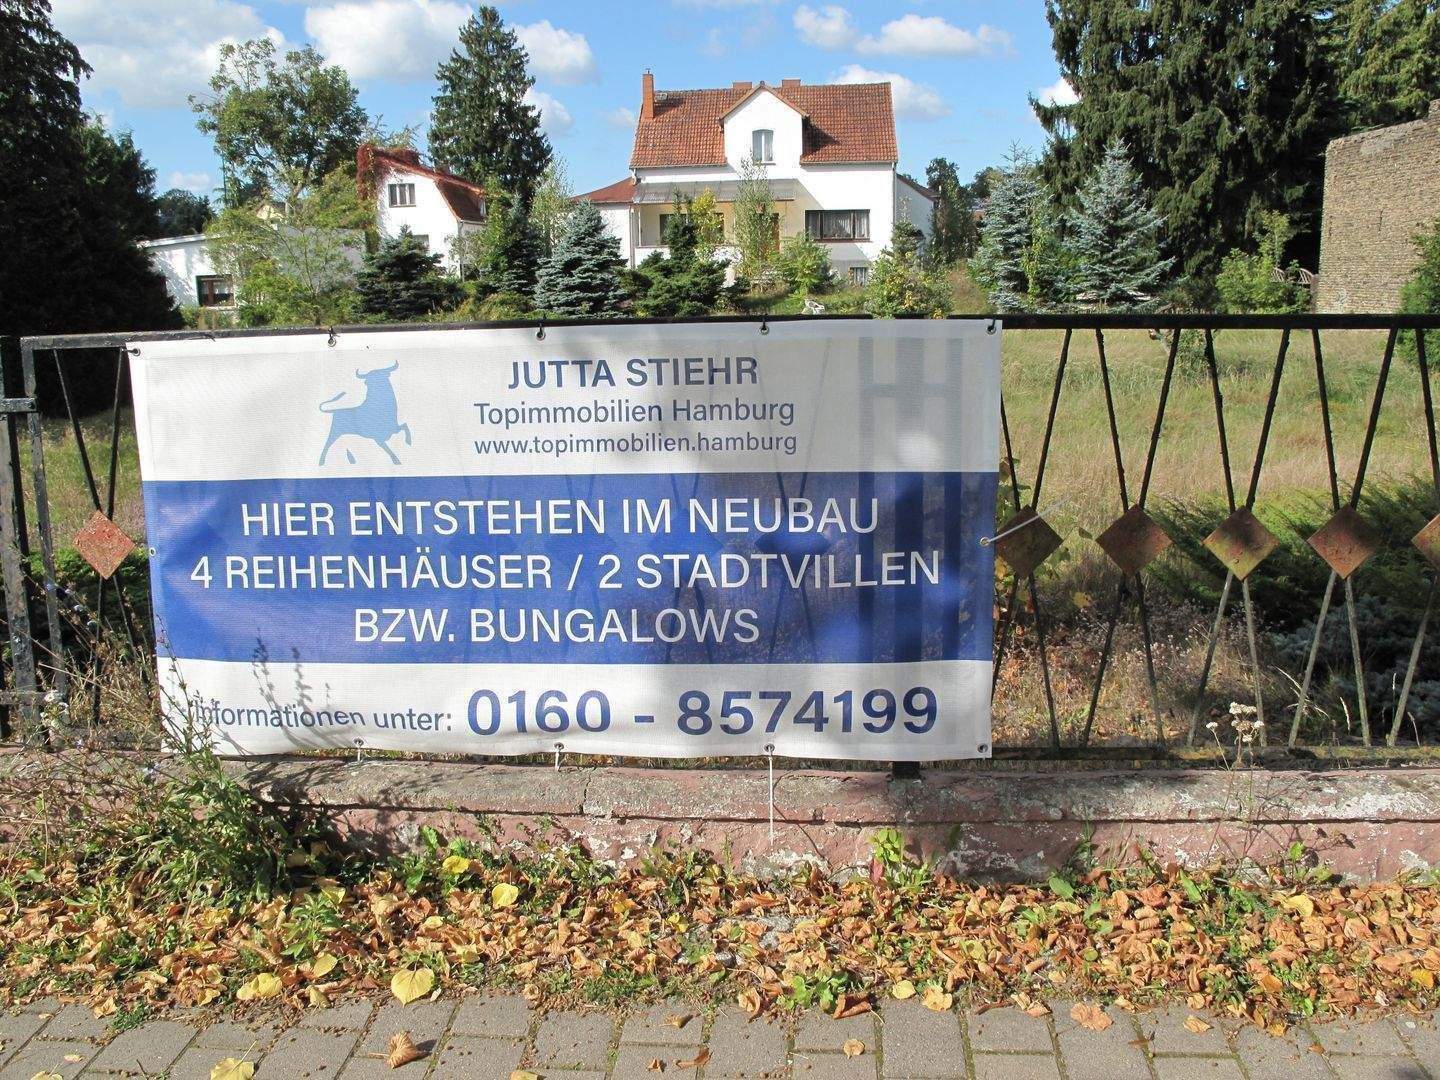 JUTTA STIEHR
Topimmobilien Hamburg
www.topimmobilien.hamburg
HIER ENTSTEHEN IM NEUBAU
4 REIHENHÄUSER / 2 STADTVILLEN
BZW. BUNGALOWS
Informationen unter: 0160 - 8574199